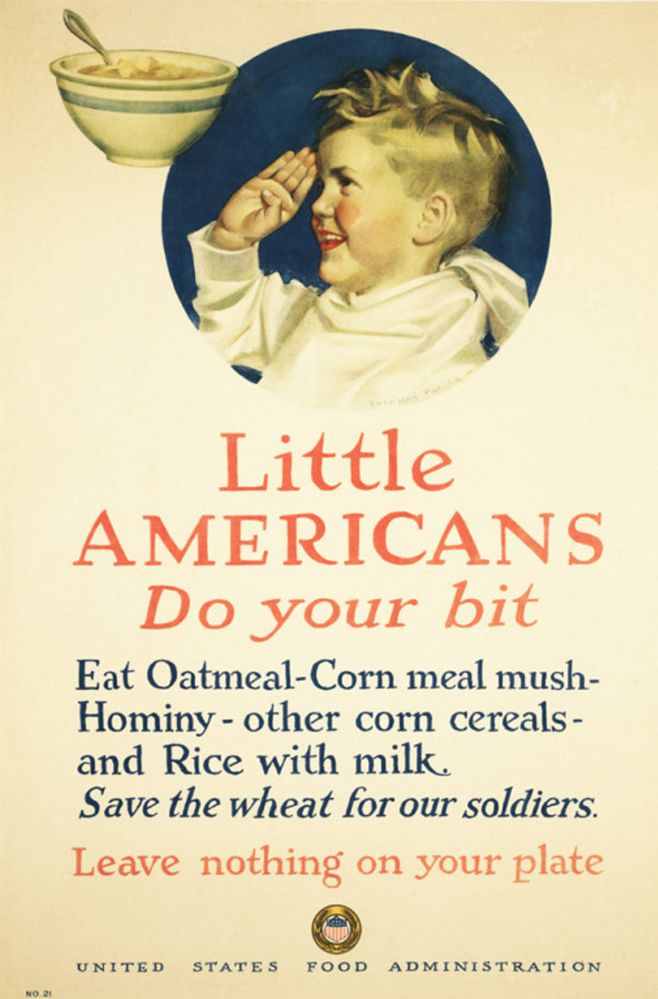 Little
AMERICANS
Do your bit
Eat Oatmeal-Corn meal mush-
Hominy - other corn cereals -
and Rice with milk.
Save the wheat for our soldiers.
Leave nothing on your plate
UNITED STATES FOOD ADMINISTRATION
NO. 21